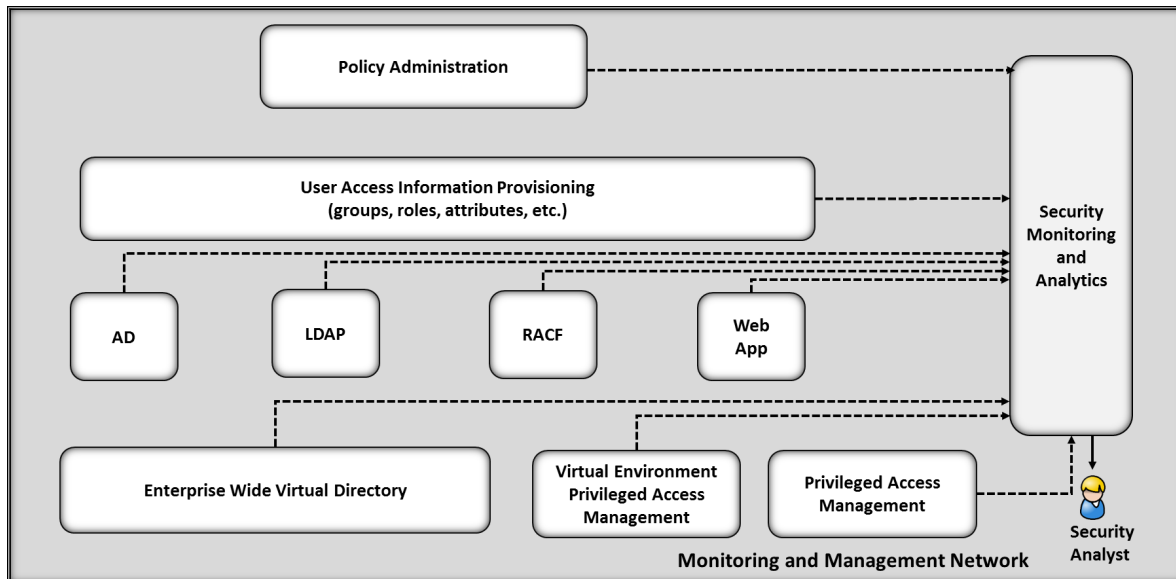 Policy Administration
User Access Information Provisioning
(groups, roles, attributes, etc.)
Security
Monitoring
and
Analytics
AD
LDAP
RACF
Web
App
Enterprise Wide Virtual Directory
Virtual Environment
Privileged Access
Management
Privileged Access
Management
Security
Analyst
Monitoring and Management Network